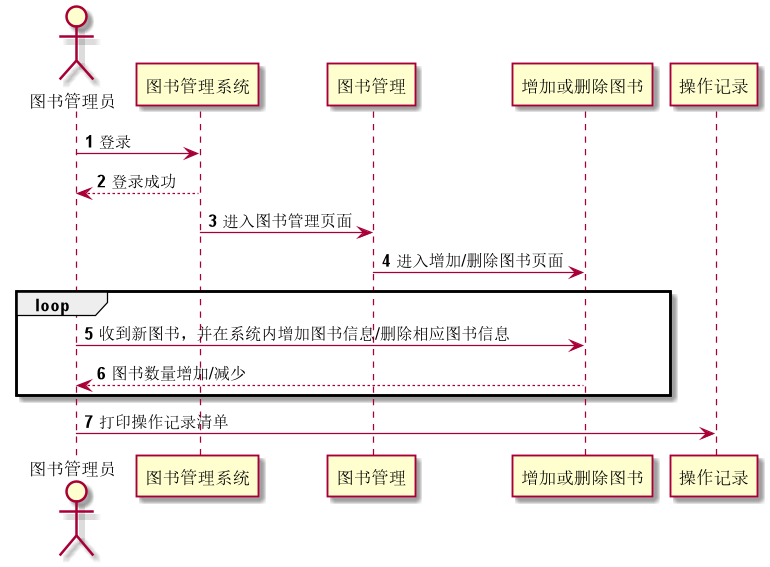 图书管理员
图书管理系统
图书管理
增加或删除图书
操作记录
1 登录
2 登录成功
3 进入图书管理页面
4 进入增加/删除图书页面
loop
5 收到新图书，并在系统内增加图书信息/删除相应图书信息
6 图书数量增加/减少
7 打印操作记录清单
图书管理员
图书管理系统
图书管理
增加或删除图书
操作记录